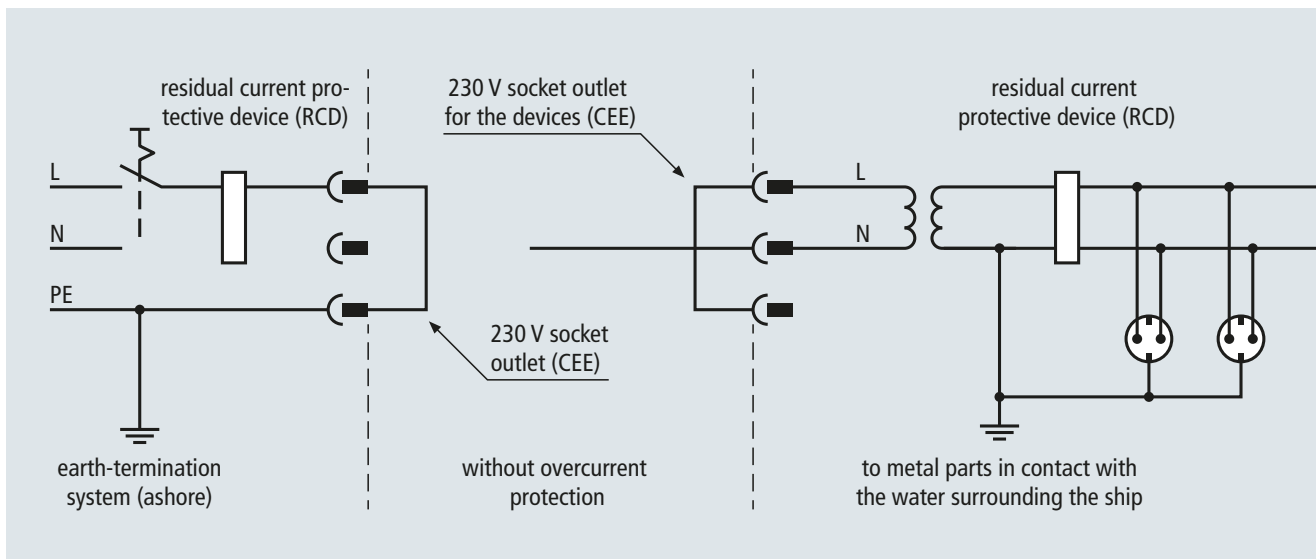 residual current pro-
tective device (RCD)
L
N
PE
earth-termination
system (ashore)
230 V socket outlet
for the devices (CEE)
230 V socket
outlet (CEE)
without overcurrent
protection
residual current
protective device (RCD)
L
N
to metal parts in contact with
the water surrounding the ship